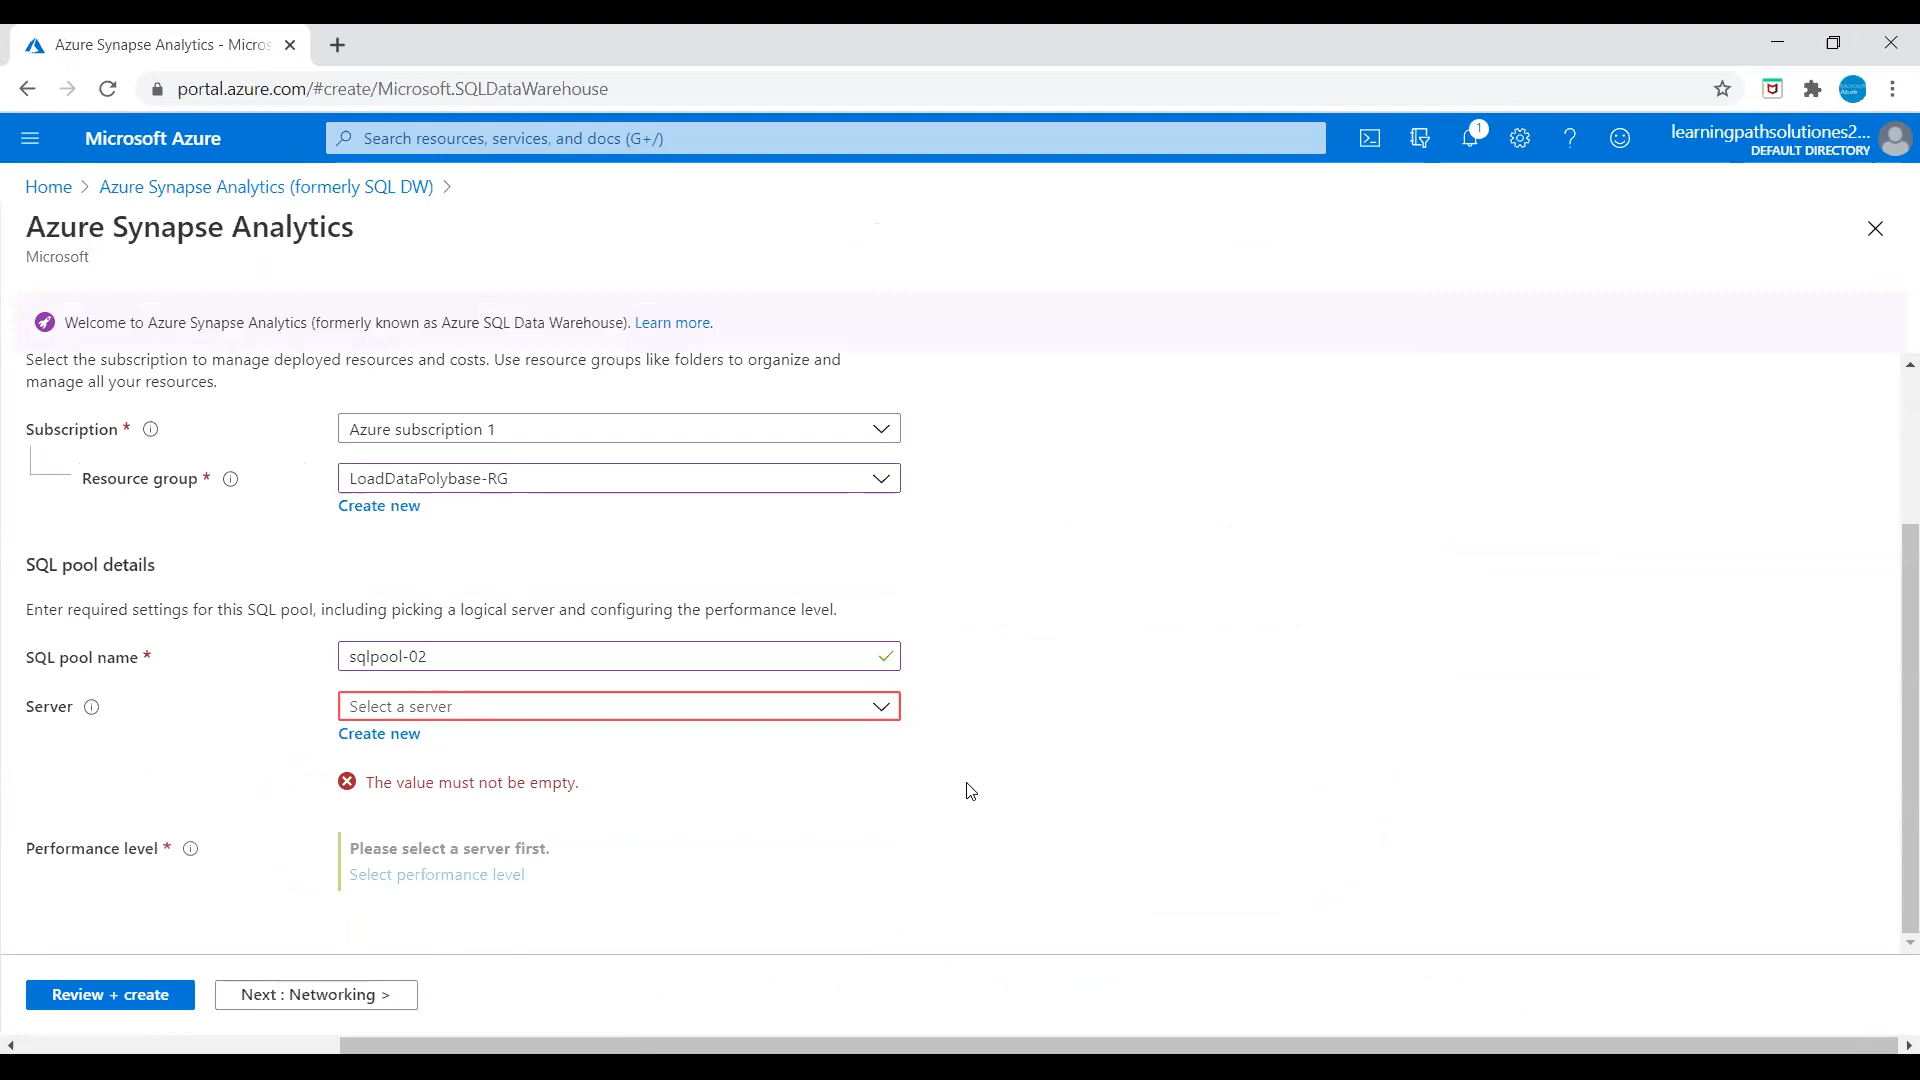 Azure Synapse Analytics - Micros
portal.azure.com/#create/Microsoft.SQLDataWarehouse
Microsoft Azure
Search resources, services, and docs (G+/)
1
learningpathsolutiones2...
DEFAULT DIRECTORY
Home > Azure Synapse Analytics (formerly SQL DW) >
Azure Synapse Analytics
Microsoft
Welcome to Azure Synapse Analytics (formerly known as Azure SQL Data Warehouse). Learn more.
Select the subscription to manage deployed resources and costs. Use resource groups like folders to organize and
manage all your resources.
Subscription *
Azure subscription 1
Resource group *
LoadDataPolybase-RG
Create new
SQL pool details
Enter required settings for this SQL pool, including picking a logical server and configuring the performance level.
SQL pool name *
sqlpool-02
Server
Select a server
Create new
The value must not be empty.
Performance level *
Please select a server first.
Select performance level
Review + create
Next : Networking >